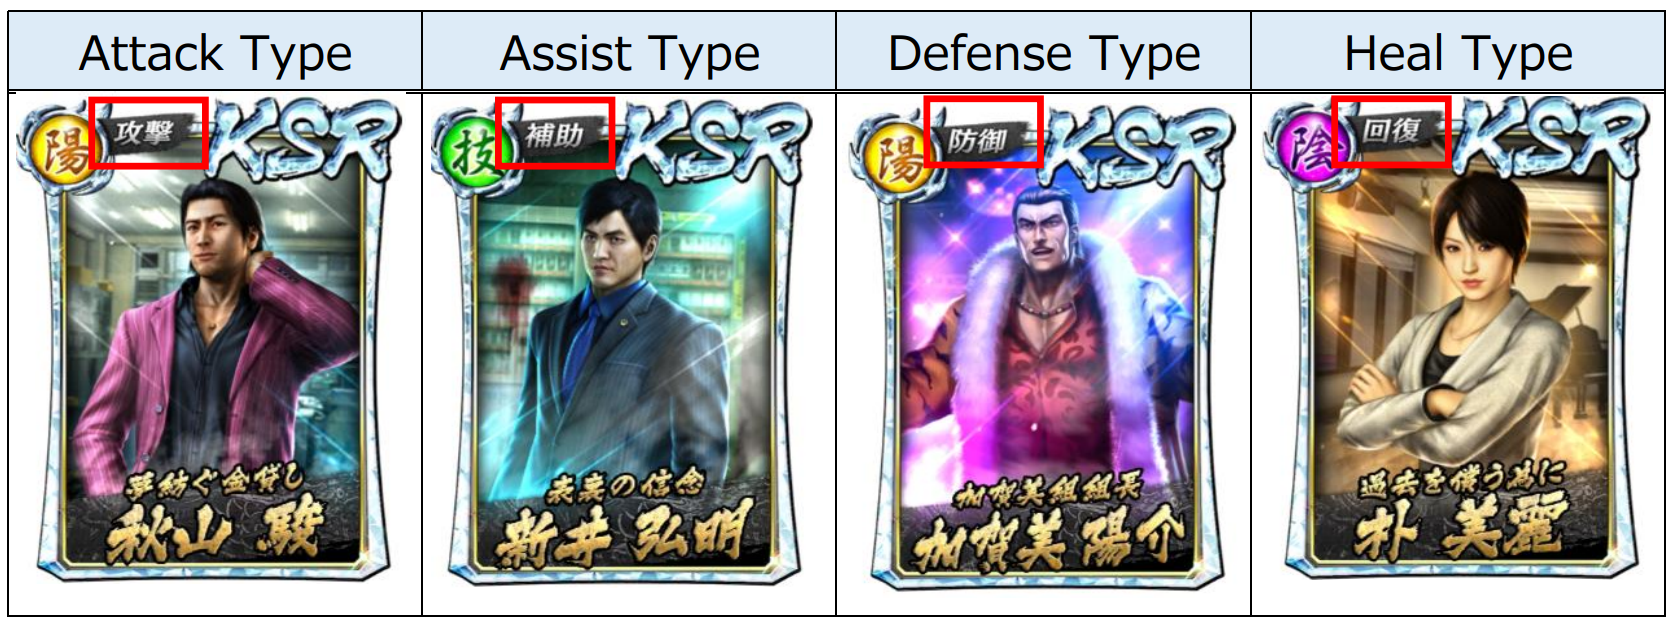 Attack Type
Assist Type
Defense Type
Heal Type
陽 攻撃 KSR
技 補助 KSR
陽 防御 KSR
陰 回復 KSR
夢紡ぐ金貸し
秋山 駿
表裏の信念
新井 弘明
加賀美組組長
加賀美 陽介
過去を償う為に
朴 美麗